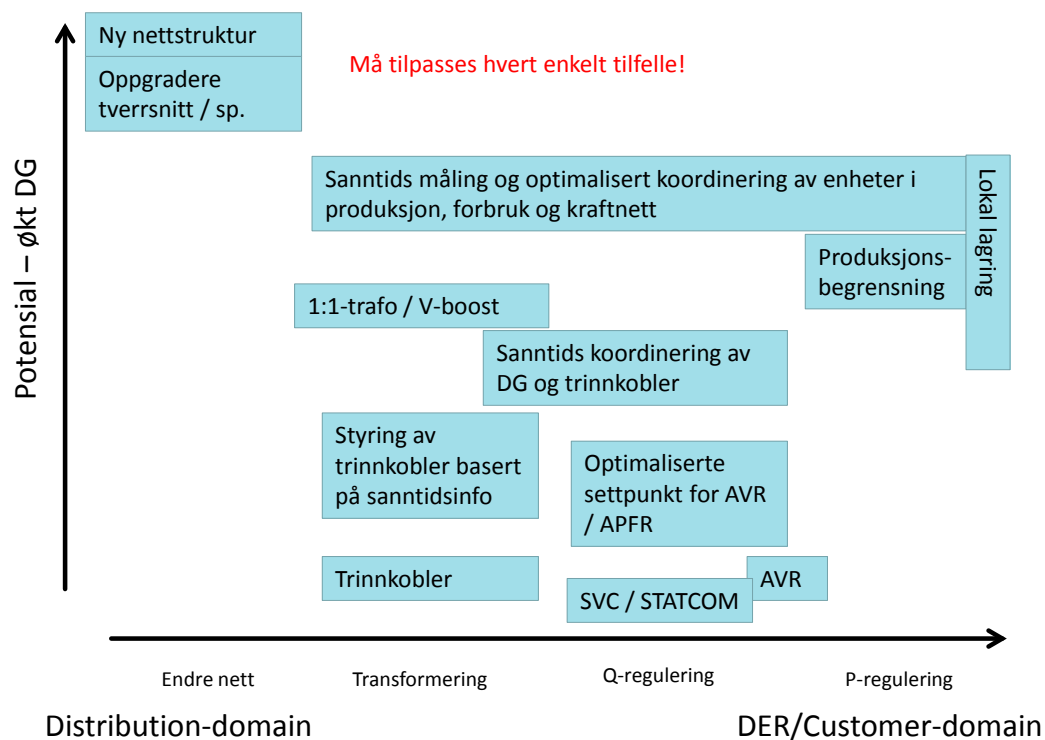 Ny nettstruktur
Oppgradere
tverrsnitt / sp.
Må tilpasses hvert enkelt tilfelle!
Potensial – økt DG
Sanntids måling og optimalisert koordinering av enheter i
produksjon, forbruk og kraftnett
Lokal lagring
Produksjons-
begrensning
1:1-trafo / V-boost
Sanntids koordinering av
DG og trinnkobler
Styring av
trinnkobler basert
på sanntidsinfo
Optimaliserte
settpunkt for AVR
/ APFR
Trinnkobler
AVR
SVC / STATCOM
Endre nett
Transformering
Q-regulering
P-regulering
Distribution-domain
DER/Customer-domain